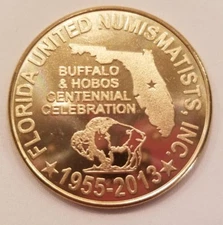 FLORIDA UNITED NUMISMATISTS, INC
BUFFALO
& HOBOS
CENTENNIAL
CELEBRATION
★ 1955-2013 ★